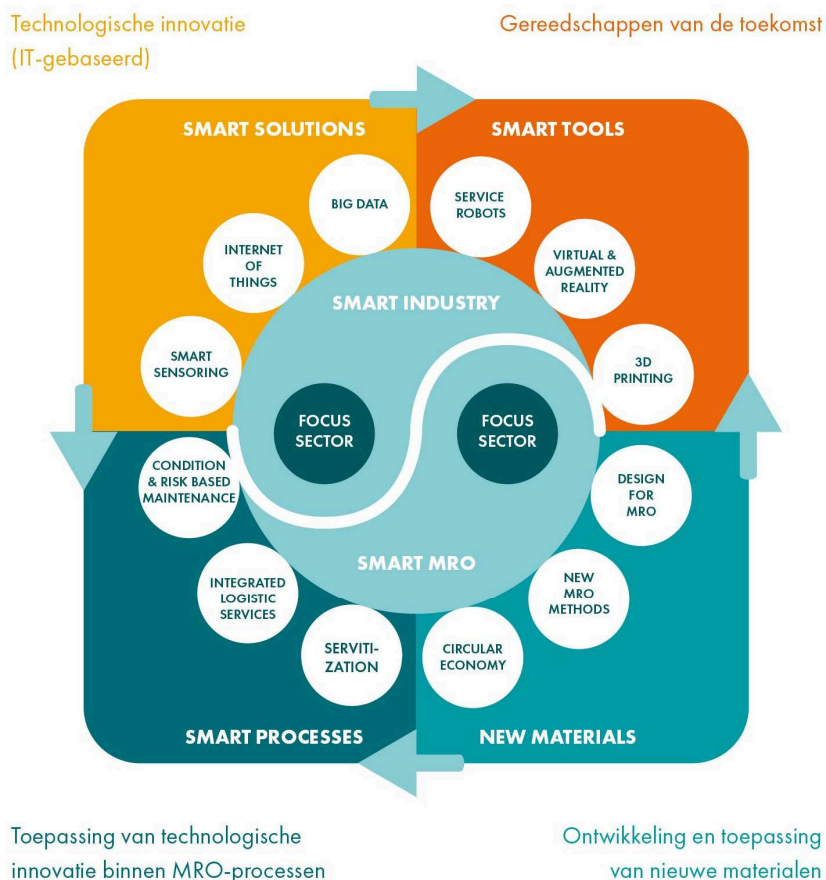 Technologische innovatie
(IT-gebaseerd)
Gereedschappen van de toekomst
SMART SOLUTIONS
SMART TOOLS
BIG DATA
SERVICE
ROBOTS
INTERNET
OF
THINGS
VIRTUAL &
AUGMENTED
REALITY
SMART INDUSTRY
SMART
SENSORING
3D
PRINTING
FOCUS
SECTOR
FOCUS
SECTOR
CONDITION
& RISK BASED
MAINTENANCE
DESIGN
FOR
MRO
SMART MRO
INTEGRATED
LOGISTIC
SERVICES
NEW
MRO
METHODS
SERVITI-
ZATION
CIRCULAR
ECONOMY
SMART PROCESSES
NEW MATERIALS
Toepassing van technologische
innovatie binnen MRO-processen
Ontwikkeling en toepassing
van nieuwe materialen